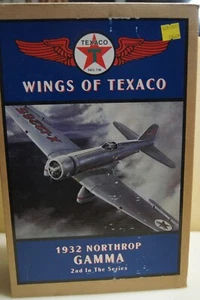 TEXACO
WINGS OF TEXACO
1932 NORTHROP
GAMMA
2nd In The Series